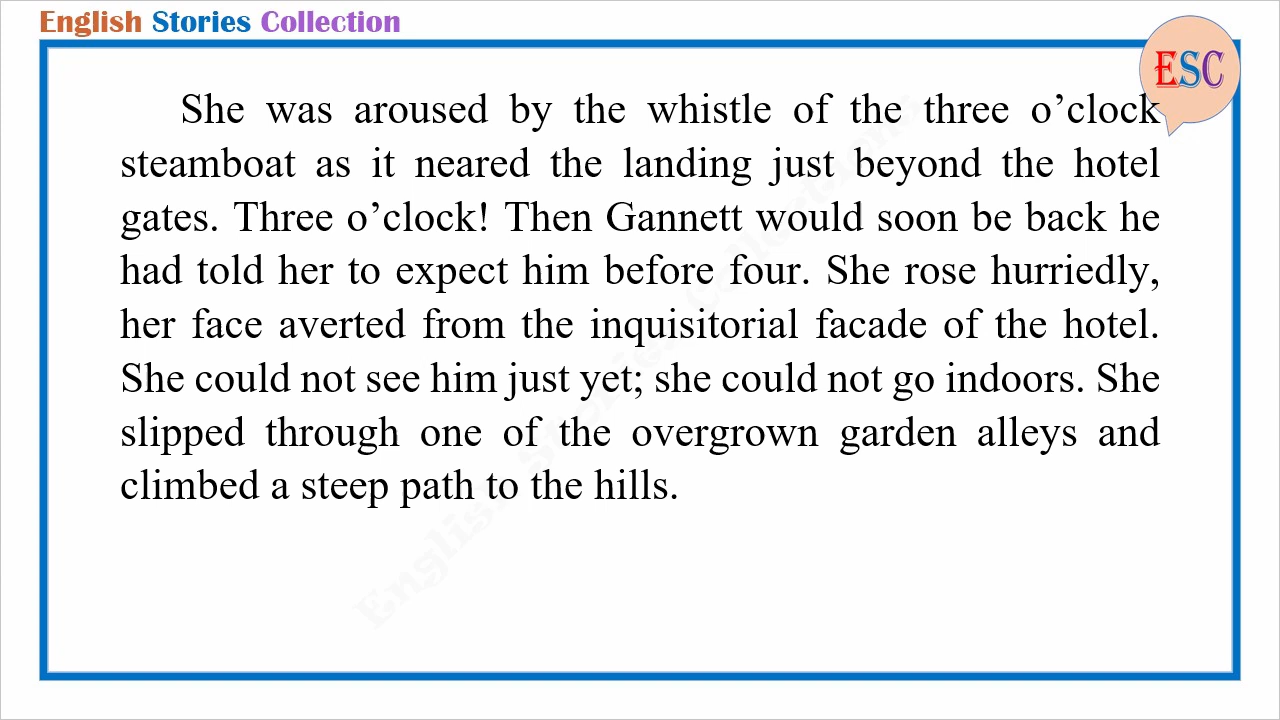 English Stories Collection
ESC
She was aroused by the whistle of the three o’clock
steamboat as it neared the landing just beyond the hotel
gates. Three o’clock! Then Gannett would soon be back he
had told her to expect him before four. She rose hurriedly,
her face averted from the inquisitorial facade of the hotel.
She could not see him just yet; she could not go indoors. She
slipped through one of the overgrown garden alleys and
climbed a steep path to the hills.